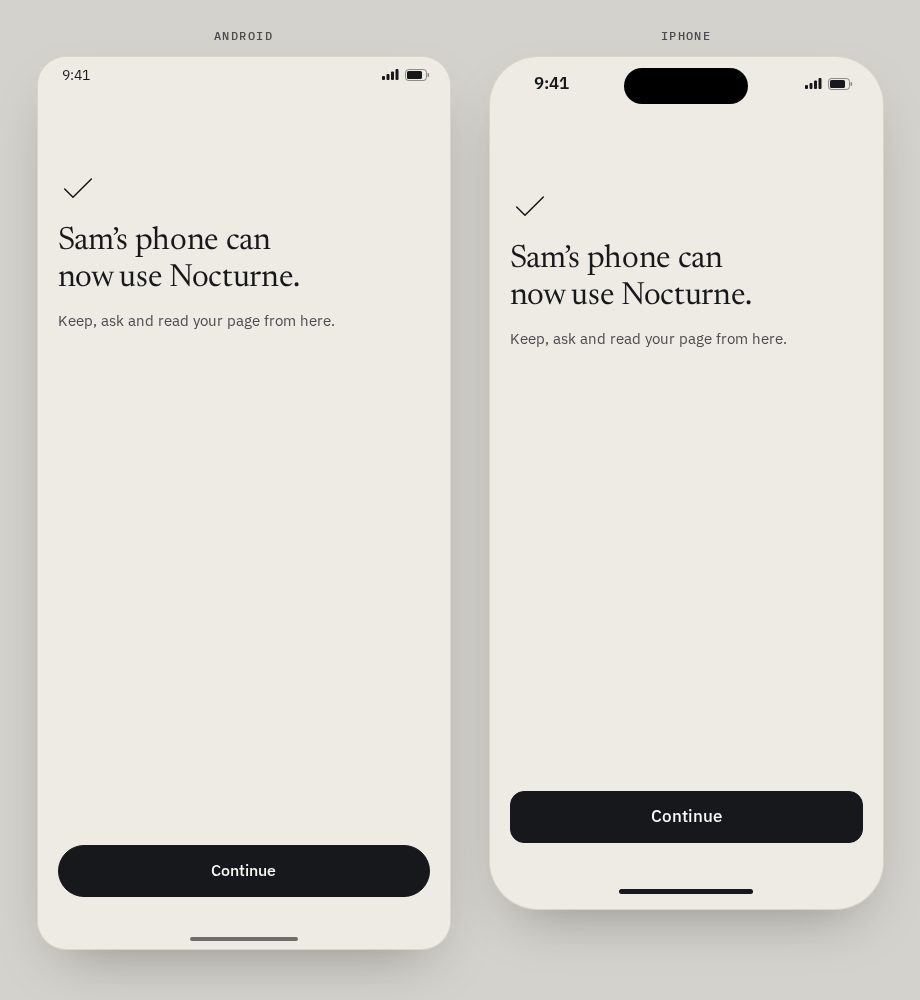 ANDROID
9:41
Sam’s phone can
now use Nocturne.
Keep, ask and read your page from here.
Continue
IPHONE
9:41
Sam’s phone can
now use Nocturne.
Keep, ask and read your page from here.
Continue